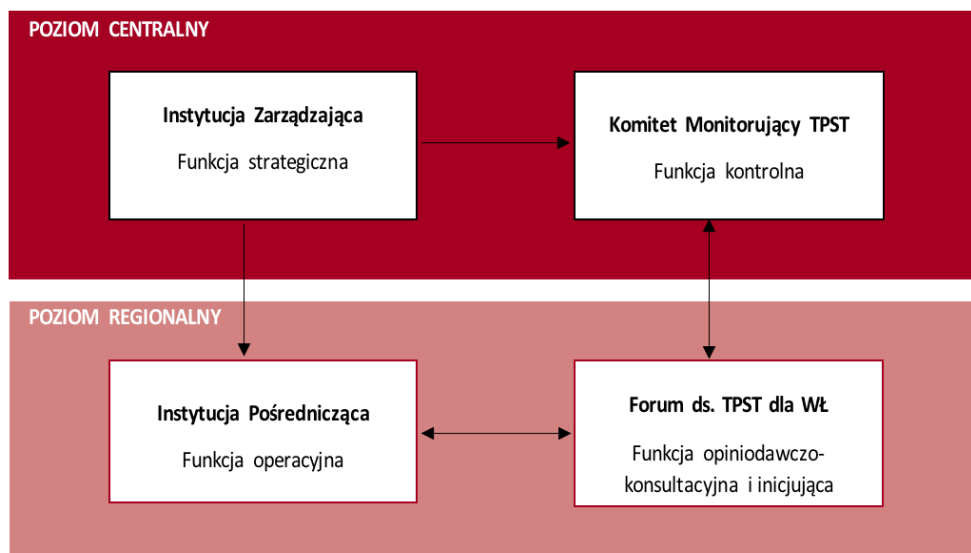 POZIOM CENTRALNY
Instytucja Zarządzająca
Funkcja strategiczna
Komitet Monitorujący TPST
Funkcja kontrolna
POZIOM REGIONALNY
Instytucja Pośrednicząca
Funkcja operacyjna
Forum ds. TPST dla WŁ
Funkcja opiniodawczo-
konsultacyjna i inicjująca